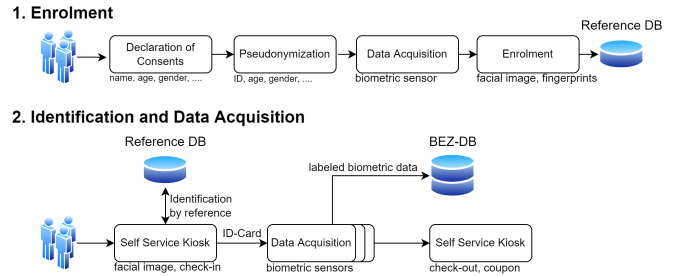 1. Enrolment
Reference DB
Declaration of
Consents
Pseudonymization
Data Acquisition
Enrolment
name, age, gender, ....
ID, age, gender, ....
biometric sensor
facial image, fingerprints
2. Identification and Data Acquisition
Reference DB
BEZ-DB
labeled biometric data
Identification
by reference
ID-Card
Self Service Kiosk
Data Acquisition
Self Service Kiosk
facial image, check-in
biometric sensors
check-out, coupon